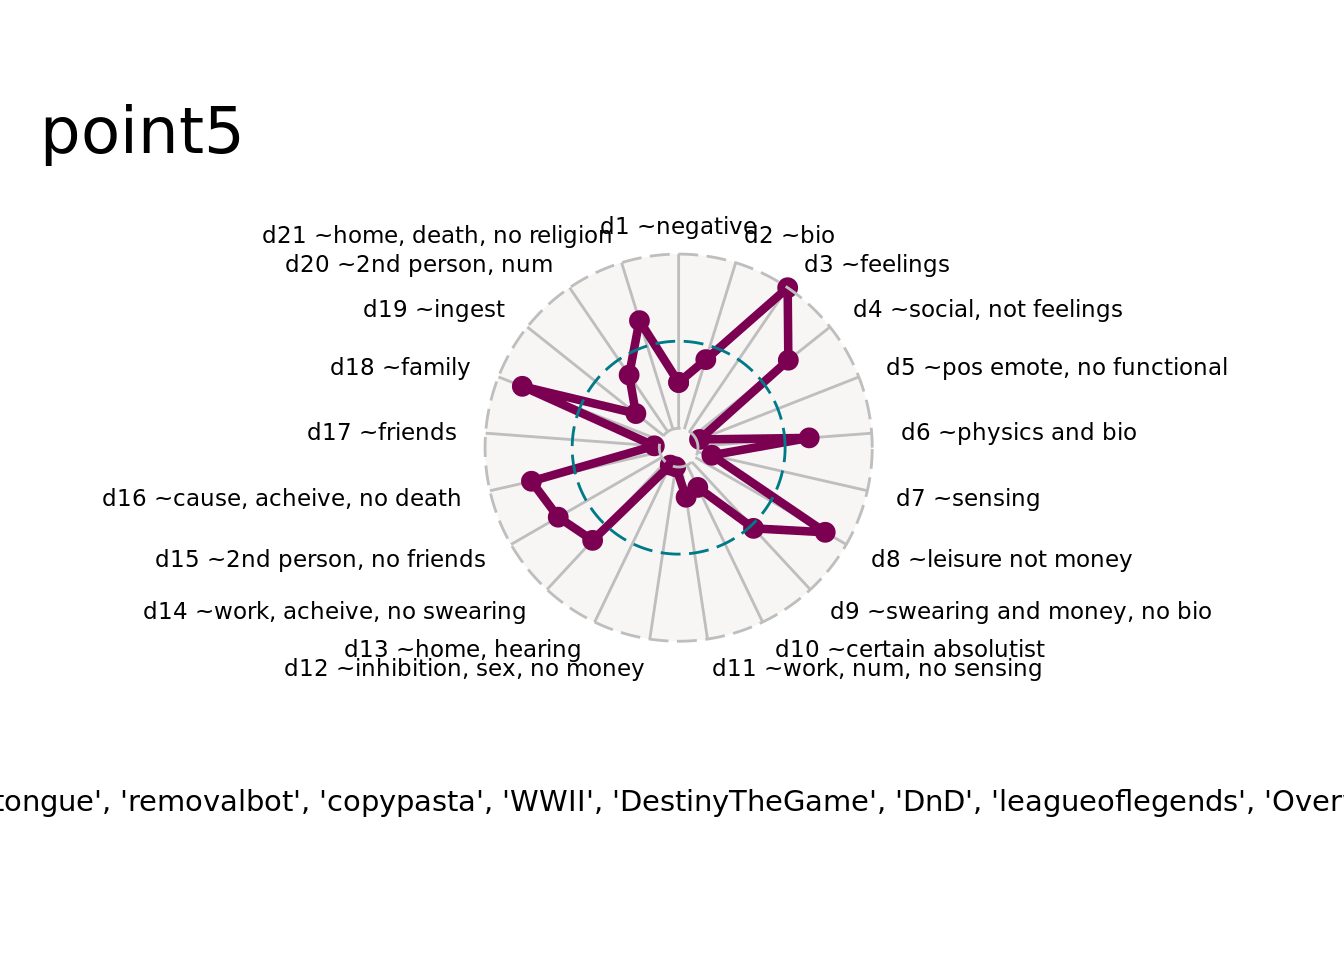 point5
d1 ~negative
d2 ~bio
d3 ~feelings
d4 ~social, not feelings
d5 ~pos emote, no functional
d6 ~physics and bio
d7 ~sensing
d8 ~leisure not money
d9 ~swearing and money, no bio
d10 ~certain absolutist
d11 ~work, num, no sensing
d12 ~inhibition, sex, no money
d13 ~home, hearing
d14 ~work, acheive, no swearing
d15 ~2nd person, no friends
d16 ~cause, acheive, no death
d17 ~friends
d18 ~family
d19 ~ingest
d20 ~2nd person, num
d21 ~home, death, no religion
tongue', 'removalbot', 'copypasta', 'WWII', 'DestinyTheGame', 'DnD', 'leagueoflegends', 'Over